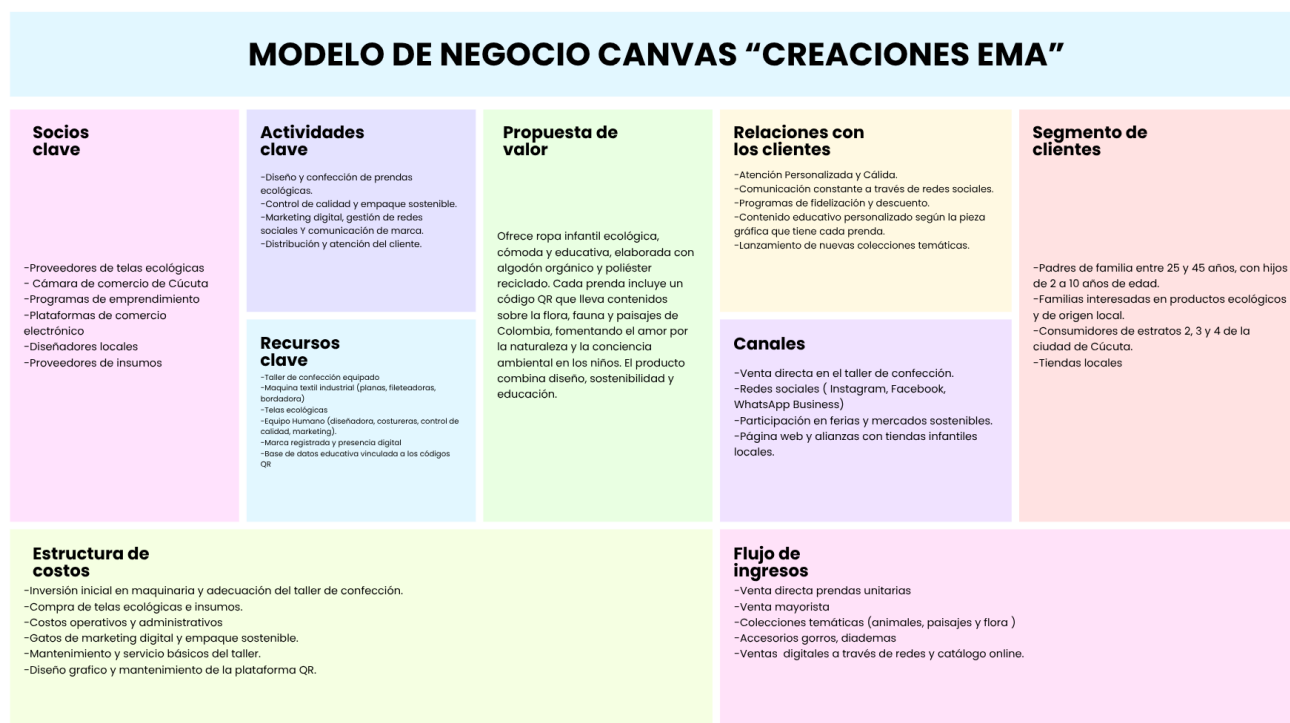 MODELO DE NEGOCIO CANVAS “CREACIONES EMA”
Socios
clave
-Proveedores de telas ecológicas
- Cámara de comercio de Cúcuta
-Programas de emprendimiento
-Plataformas de comercio
electrónico
-Diseñadores locales
-Proveedores de insumos
Actividades
clave
-Diseño y confección de prendas
ecológicas.
-Control de calidad y empaque sostenible.
-Marketing digital, gestión de redes
sociales Y comunicación de marca.
-Distribución y atención del cliente.
Recursos
clave
-Taller de confección equipado
-Maquina textil industrial (planas, fileteadoras,
bordadora)
-Telas ecológicas
-Equipo Humano (diseñadora, costureras, control de
calidad, marketing).
-Marca registrada y presencia digital
-Base de datos educativa vinculada a los códigos
QR
Propuesta de
valor
Ofrece ropa infantil ecológica,
cómoda y educativa, elaborada con
algodón orgánico y poliéster
reciclado. Cada prenda incluye un
código QR que lleva contenidos
sobre la flora, fauna y paisajes de
Colombia, fomentando el amor por
la naturaleza y la conciencia
ambiental en los niños. El producto
combina diseño, sostenibilidad y
educación.
Relaciones con
los clientes
-Atención Personalizada y Cálida.
-Comunicación constante a través de redes sociales.
-Programas de fidelización y descuento.
-Contenido educativo personalizado según la pieza
gráfica que tiene cada prenda.
-Lanzamiento de nuevas colecciones temáticas.
Canales
-Venta directa en el taller de confección.
-Redes sociales ( Instagram, Facebook,
WhatsApp Business)
-Participación en ferias y mercados sostenibles.
-Página web y alianzas con tiendas infantiles
locales.
Segmento de
clientes
-Padres de familia entre 25 y 45 años, con hijos
de 2 a 10 años de edad.
-Familias interesadas en productos ecológicos
y de origen local.
-Consumidores de estratos 2, 3 y 4 de la
ciudad de Cúcuta.
-Tiendas locales
Estructura de
costos
-Inversión inicial en maquinaria y adecuación del taller de confección.
-Compra de telas ecológicas e insumos.
-Costos operativos y administrativos
-Gatos de marketing digital y empaque sostenible.
-Mantenimiento y servicio básicos del taller.
-Diseño grafico y mantenimiento de la plataforma QR.
Flujo de
ingresos
-Venta directa prendas unitarias
-Venta mayorista
-Colecciones temáticas (animales, paisajes y flora )
-Accesorios gorros, diademas
-Ventas  digitales a través de redes y catálogo online.